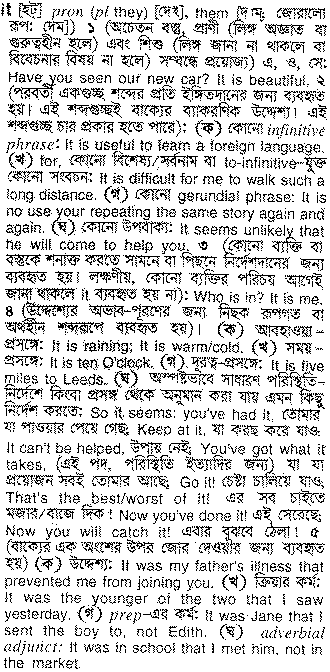 it [ইট] pron (pl they) [দেই], them [দাম্; জোরালো
রূপ: দেম্] ১ (অচেতন বস্তু, প্রাণী (লিঙ্গ অজ্ঞাত বা
গুরুত্বহীন হলে) এবং শিশু (লিঙ্গ জানা না থাকলে বা
বিবেচনার বিষয় না হলে) সম্বন্ধে প্রযোজ্য) এ, ও, সে:
Have you seen our new car? It is beautiful. ২
(পরবর্তী একগুচ্ছ শব্দের প্রতি ইঙ্গিতদানের জন্য ব্যবহৃত
হয়। এই শব্দগুচ্ছই বাক্যের ব্যাকরণিক উদ্দেশ্য। এই
শব্দগুচ্ছ চার প্রকার হতে পারে): (ক) কোনো infinitive
phrase: It is useful to learn a foreign language.
(খ) for, কোনো বিশেষ্য/সর্বনাম বা to-infinitive-যুক্ত
কোনো সংবচন: It is difficult for me to walk such a
long distance. (গ) কোনো gerundial phrase: It is
no use your repeating the same story again and
again. (ঘ) কোনো উপবাক্য: It seems unlikely that
he will come to help you. ৩ (কোনো ব্যক্তি বা
বস্তুকে শনাক্ত করতে সামনে বা পিছনে নির্দেশদানের জন্য
ব্যবহৃত হয়। লক্ষণীয়, কোনো ব্যক্তির পরিচয় আগেই
জানা থাকলে it ব্যবহৃত হয় না): Who is in? It is me.
৪ (উদ্দেশ্যের অভাব-পূরণের জন্য নিছক রূপগত বা
অর্থহীন শব্দরূপে ব্যবহৃত হয়)। (ক) আবহাওয়া-
প্রসঙ্গে: It is raining; It is warm/cold. (খ) সময়-
প্রসঙ্গে: It is ten O'clock. (গ) দূরত্ব-প্রসঙ্গে: It is five
miles to Leeds. (ঘ) অস্পষ্টভাবে সাধারণ পরিস্থিতি-
নির্দেশে কিংবা প্রসঙ্গ থেকে অনুমান করা যায় এমন কিছু
নির্দেশ করতে: So it seems: you've had it, তোমার
যা পাওয়ার পেয়ে গেছ; Keep at it, যা করছ করে যাও;
It can't be helped, উপায় নেই; You've got what it
takes, (এই পদ, পরিস্থিতি ইত্যাদির জন্য) যা যা
প্রয়োজন সবই তোমার আছে; Go it! চেষ্টা চালিয়ে যাও;
That's the best/worst of it! এর সব চাইতে
মজার/বাজে দিক! Now you've done it! এই সেরেছে;
Now you will catch it! এবার বুঝবে ঠেলা! ৫
(বাক্যের এক অংশের উপর জোর দেওয়ার জন্য ব্যবহৃত
হয়) (ক) উদ্দেশ্য: It was my father's illness that
prevented me from joining you. (খ) ক্রিয়ার কর্ম:
It was the younger of the two that I saw
yesterday. (গ) prep-এর কর্ম: It was Jane that I
sent the boy to, not Edith. (ঘ) adverbial
adjunct: It was in school that I met him, not in
the market.